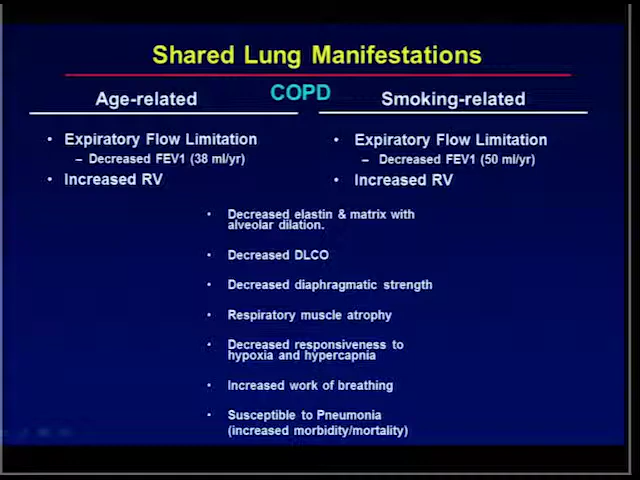 Shared Lung Manifestations
COPD
Age-related
Smoking-related
• Expiratory Flow Limitation
– Decreased FEV1 (38 ml/yr)
• Increased RV
• Expiratory Flow Limitation
– Decreased FEV1 (50 ml/yr)
• Increased RV
• Decreased elastin & matrix with
alveolar dilation.
• Decreased DLCO
• Decreased diaphragmatic strength
• Respiratory muscle atrophy
• Decreased responsiveness to
hypoxia and hypercapnia
• Increased work of breathing
• Susceptible to Pneumonia
(increased morbidity/mortality)